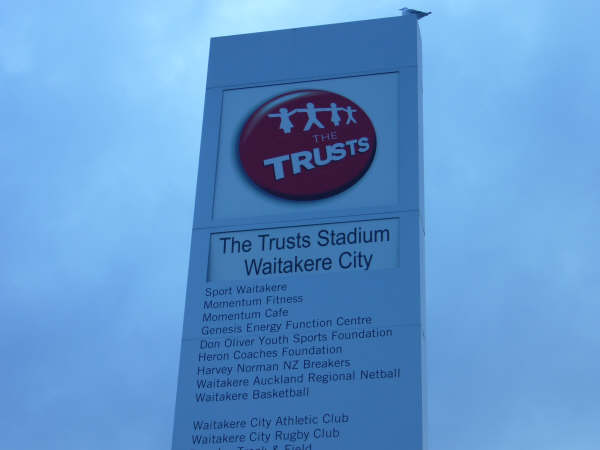 THE
TRUSTS
The Trusts Stadium
Waitakere City
Sport Waitakere
Momentum Fitness
Momentum Cafe
Genesis Energy Function Centre
Don Oliver Youth Sports Foundation
Heron Coaches Foundation
Harvey Norman NZ Breakers
Waitakere Auckland Regional Netball
Waitakere Basketball
Waitakere City Athletic Club
Waitakere City Rugby Club
Track & Field